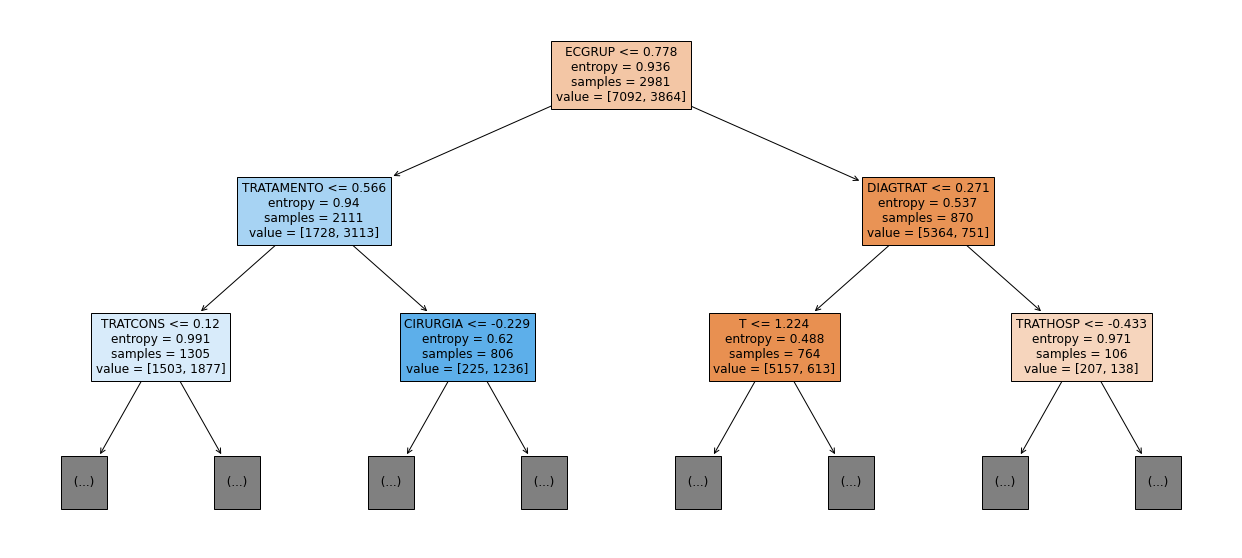 ECGRUP <= 0.778
entropy = 0.936
samples = 2981
value = [7092, 3864]
TRATAMENTO <= 0.566
entropy = 0.94
samples = 2111
value = [1728, 3113]
DIAGTRAT <= 0.271
entropy = 0.537
samples = 870
value = [5364, 751]
TRATCONS <= 0.12
entropy = 0.991
samples = 1305
value = [1503, 1877]
CIRURGIA <= -0.229
entropy = 0.62
samples = 806
value = [225, 1236]
T <= 1.224
entropy = 0.488
samples = 764
value = [5157, 613]
TRATHOSP <= -0.433
entropy = 0.971
samples = 106
value = [207, 138]
(...)
(...)
(...)
(...)
(...)
(...)
(...)
(...)